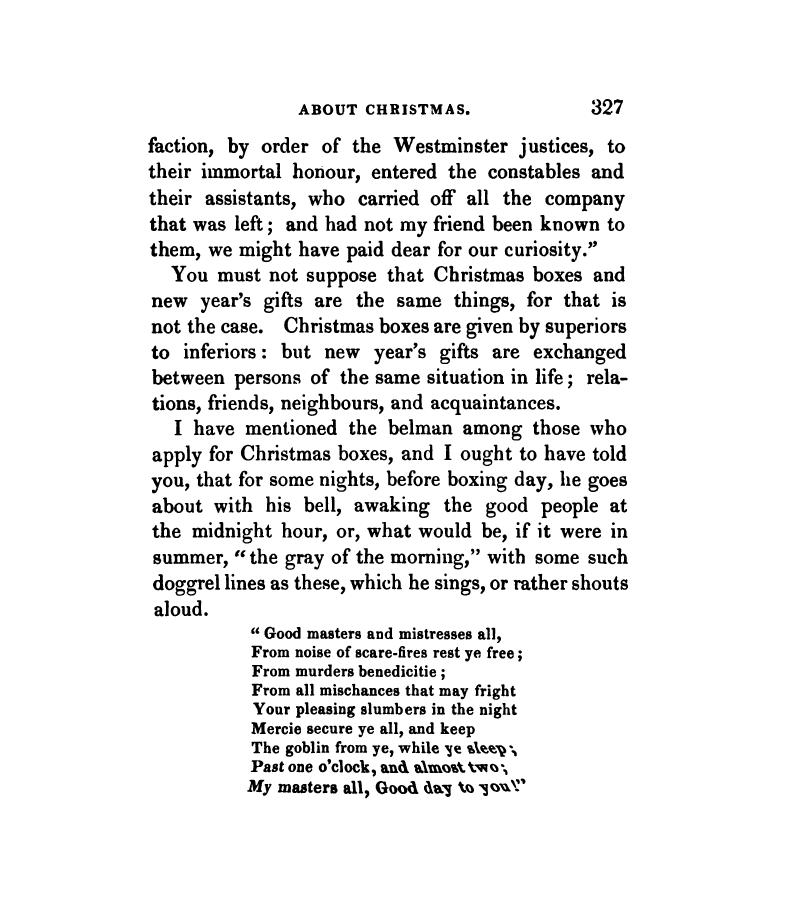 ABOUT CHRISTMAS. 327
faction, by order of the Westminster justices, to
their immortal honour, entered the constables and
their assistants, who carried off all the company
that was left; and had not my friend been known to
them, we might have paid dear for our curiosity.”
You must not suppose that Christmas boxes and
new year’s gifts are the same things, for that is
not the case. Christmas boxes are given by superiors
to inferiors: but new year’s gifts are exchanged
between persons of the same situation in life; rela-
tions, friends, neighbours, and acquaintances.
I have mentioned the belman among those who
apply for Christmas boxes, and I ought to have told
you, that for some nights, before boxing day, he goes
about with his bell, awaking the good people at
the midnight hour, or, what would be, if it were in
summer, “the gray of the morning,” with some such
doggrel lines as these, which he sings, or rather shouts
aloud.
“Good masters and mistresses all,
From noise of scare-fires rest ye free;
From murders benedicitie;
From all mischances that may fright
Your pleasing slumbers in the night
Mercie secure ye all, and keep
The goblin from ye, while ye sleep;
Past one o’clock, and almost two;
My masters all, Good day to you!”